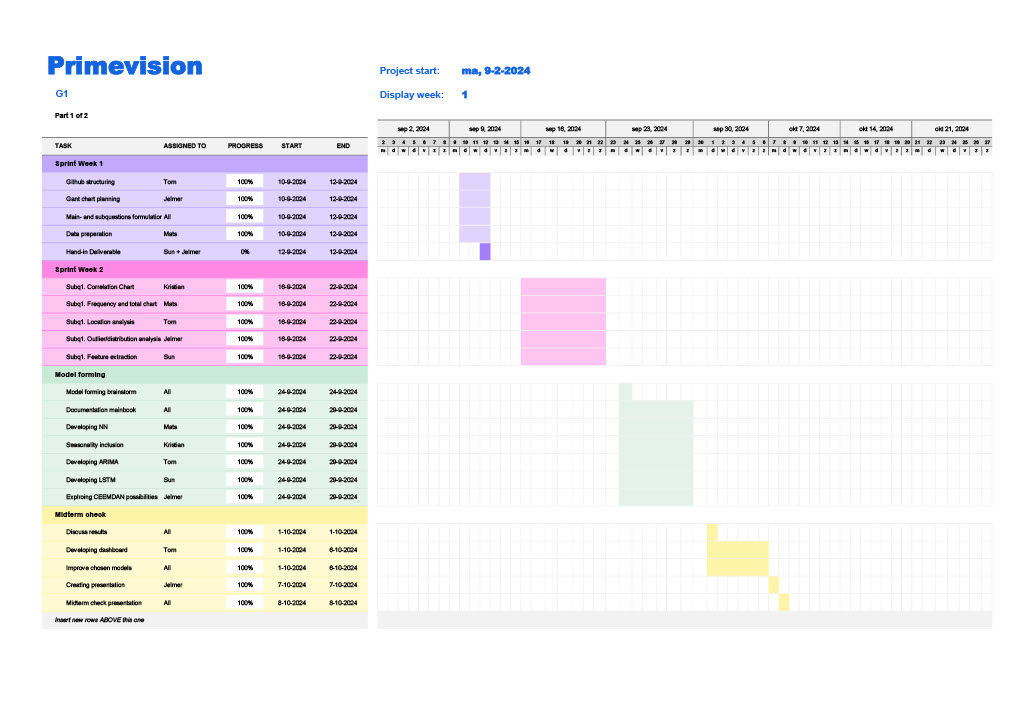 Primevision
G1
Part 1 of 2
Project start: ma, 9-2-2024
Display week: 1
sep 2, 2024 sep 9, 2024 sep 16, 2024 sep 23, 2024 sep 30, 2024 okt 7, 2024 okt 14, 2024 okt 21, 2024
2 3 4 5 6 7 8 9 10 11 12 13 14 15 16 17 18 19 20 21 22 23 24 25 26 27 28 29 30 1 2 3 4 5 6 7 8 9 10 11 12 13 14 15 16 17 18 19 20 21 22 23 24 25 26 27
m d w d v z z m d w d v z z m d w d v z z m d w d v z z m d w d v z z m d w d v z z m d w d v z z m d w d v z z
TASK ASSIGNED TO PROGRESS START END
Sprint Week 1
Github structuring Tom 100% 10-9-2024 12-9-2024
Gant chart planning Jelmer 100% 10-9-2024 12-9-2024
Main- and subquestions formulation All 100% 10-9-2024 12-9-2024
Data preperation Mats 100% 10-9-2024 12-9-2024
Hand-in Deliverable Sun + Jelmer 0% 12-9-2024 12-9-2024
Sprint Week 2
Subq1. Correlation Chart Kristian 100% 16-9-2024 22-9-2024
Subq1. Frequency and total chart Mats 100% 16-9-2024 22-9-2024
Subq1. Location analysis Tom 100% 16-9-2024 22-9-2024
Subq1. Outlier/distribution analysis Jelmer 100% 16-9-2024 22-9-2024
Subq1. Feature extraction Sun 100% 16-9-2024 22-9-2024
Model forming
Model forming brainstorm All 100% 24-9-2024 24-9-2024
Documentation mainbook All 100% 24-9-2024 29-9-2024
Developing NN Mats 100% 24-9-2024 29-9-2024
Seasonality inclusion Kristian 100% 24-9-2024 29-9-2024
Developing ARIMA Tom 100% 24-9-2024 29-9-2024
Developing LSTM Sun 100% 24-9-2024 29-9-2024
Explroing CEEMDAN possibilities Jelmer 100% 24-9-2024 29-9-2024
Midterm check
Discuss results All 100% 1-10-2024 1-10-2024
Developing dashboard Tom 100% 1-10-2024 6-10-2024
Improve chosen models All 100% 1-10-2024 6-10-2024
Creating presentation Jelmer 100% 7-10-2024 7-10-2024
Midterm check presentation All 100% 8-10-2024 8-10-2024
Insert new rows ABOVE this one